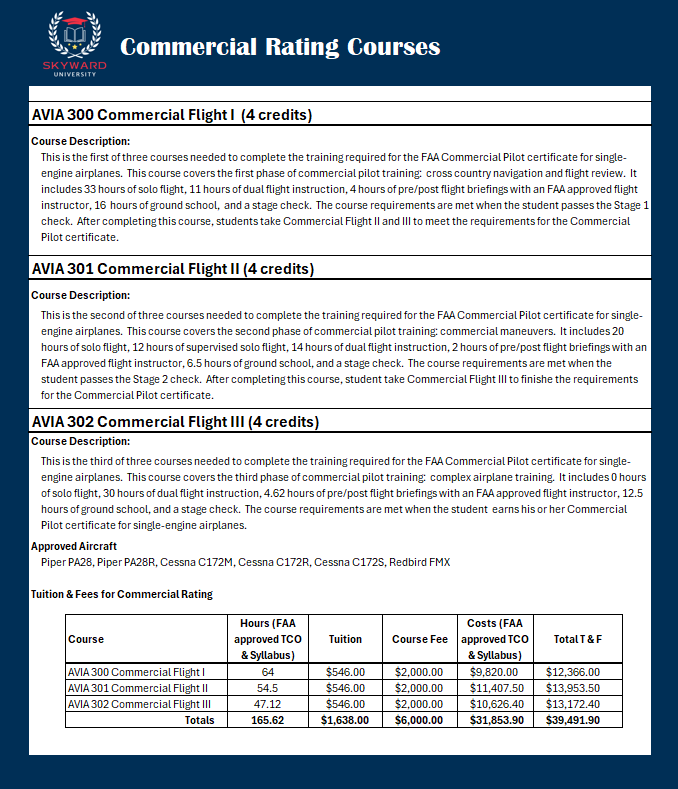 SKYWARD
UNIVERSITY
Commercial Rating Courses
AVIA 300 Commercial Flight I (4 credits)
Course Description:
This is the first of three courses needed to complete the training required for the FAA Commercial Pilot certificate for single-
engine airplanes. This course covers the first phase of commercial pilot training: cross country navigation and flight review. It
includes 33 hours of solo flight, 11 hours of dual flight instruction, 4 hours of pre/post flight briefings with an FAA approved flight
instructor, 16 hours of ground school, and a stage check. The course requirements are met when the student passes the Stage 1
check. After completing this course, students take Commercial Flight II and III to meet the requirements for the Commercial
Pilot certificate.
AVIA 301 Commercial Flight II (4 credits)
Course Description:
This is the second of three courses needed to complete the training required for the FAA Commercial Pilot certificate for single-
engine airplanes. This course covers the second phase of commercial pilot training: commercial maneuvers. It includes 20
hours of solo flight, 12 hours of supervised solo flight, 14 hours of dual flight instruction, 2 hours of pre/post flight briefings with an
FAA approved flight instructor, 6.5 hours of ground school, and a stage check. The course requirements are met when the
student passes the Stage 2 check. After completing this course, student take Commercial Flight III to finishe the requirements
for the Commercial Pilot certificate.
AVIA 302 Commercial Flight III (4 credits)
Course Description:
This is the third of three courses needed to complete the training required for the FAA Commercial Pilot certificate for single-
engine airplanes. This course covers the third phase of commercial pilot training: complex airplane training. It includes 0 hours
of solo flight, 30 hours of dual flight instruction, 4.62 hours of pre/post flight briefings with an FAA approved flight instructor, 12.5
hours of ground school, and a stage check. The course requirements are met when the student earns his or her Commercial
Pilot certificate for single-engine airplanes.
Approved Aircraft
Piper PA28, Piper PA28R, Cessna C172M, Cessna C172R, Cessna C172S, Redbird FMX
Tuition & Fees for Commercial Rating
Course Hours (FAA approved TCO & Syllabus) Tuition Course Fee Costs (FAA approved TCO & Syllabus) Total T & F
AVIA 300 Commercial Flight I 64 $546.00 $2,000.00 $9,820.00 $12,366.00
AVIA 301 Commercial Flight II 54.5 $546.00 $2,000.00 $11,407.50 $13,953.50
AVIA 302 Commercial Flight III 47.12 $546.00 $2,000.00 $10,626.40 $13,172.40
Totals 165.62 $1,638.00 $6,000.00 $31,853.90 $39,491.90